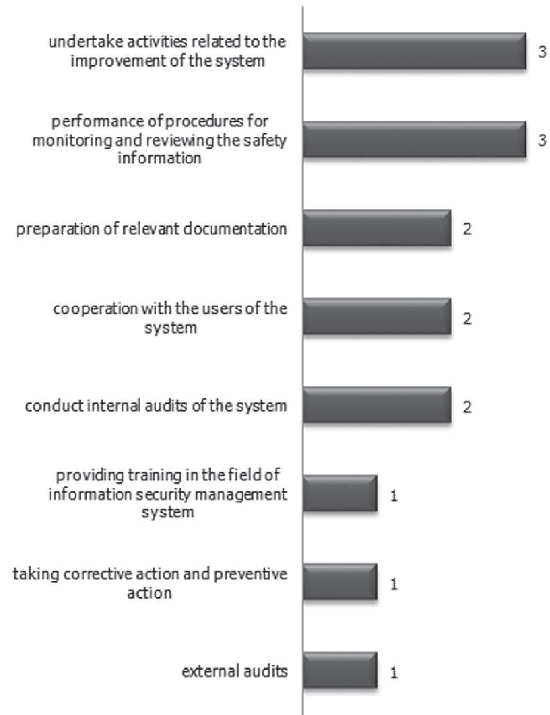 undertake activities related to the
improvement of the system
3
performance of procedures for
monitoring and reviewing the safety
information
3
preparation of relevant documentation
2
cooperation with the users of the
system
2
conduct internal audits of the system
2
providing training in the field of
information security management
system
1
taking corrective action and preventive
action
1
external audits
1